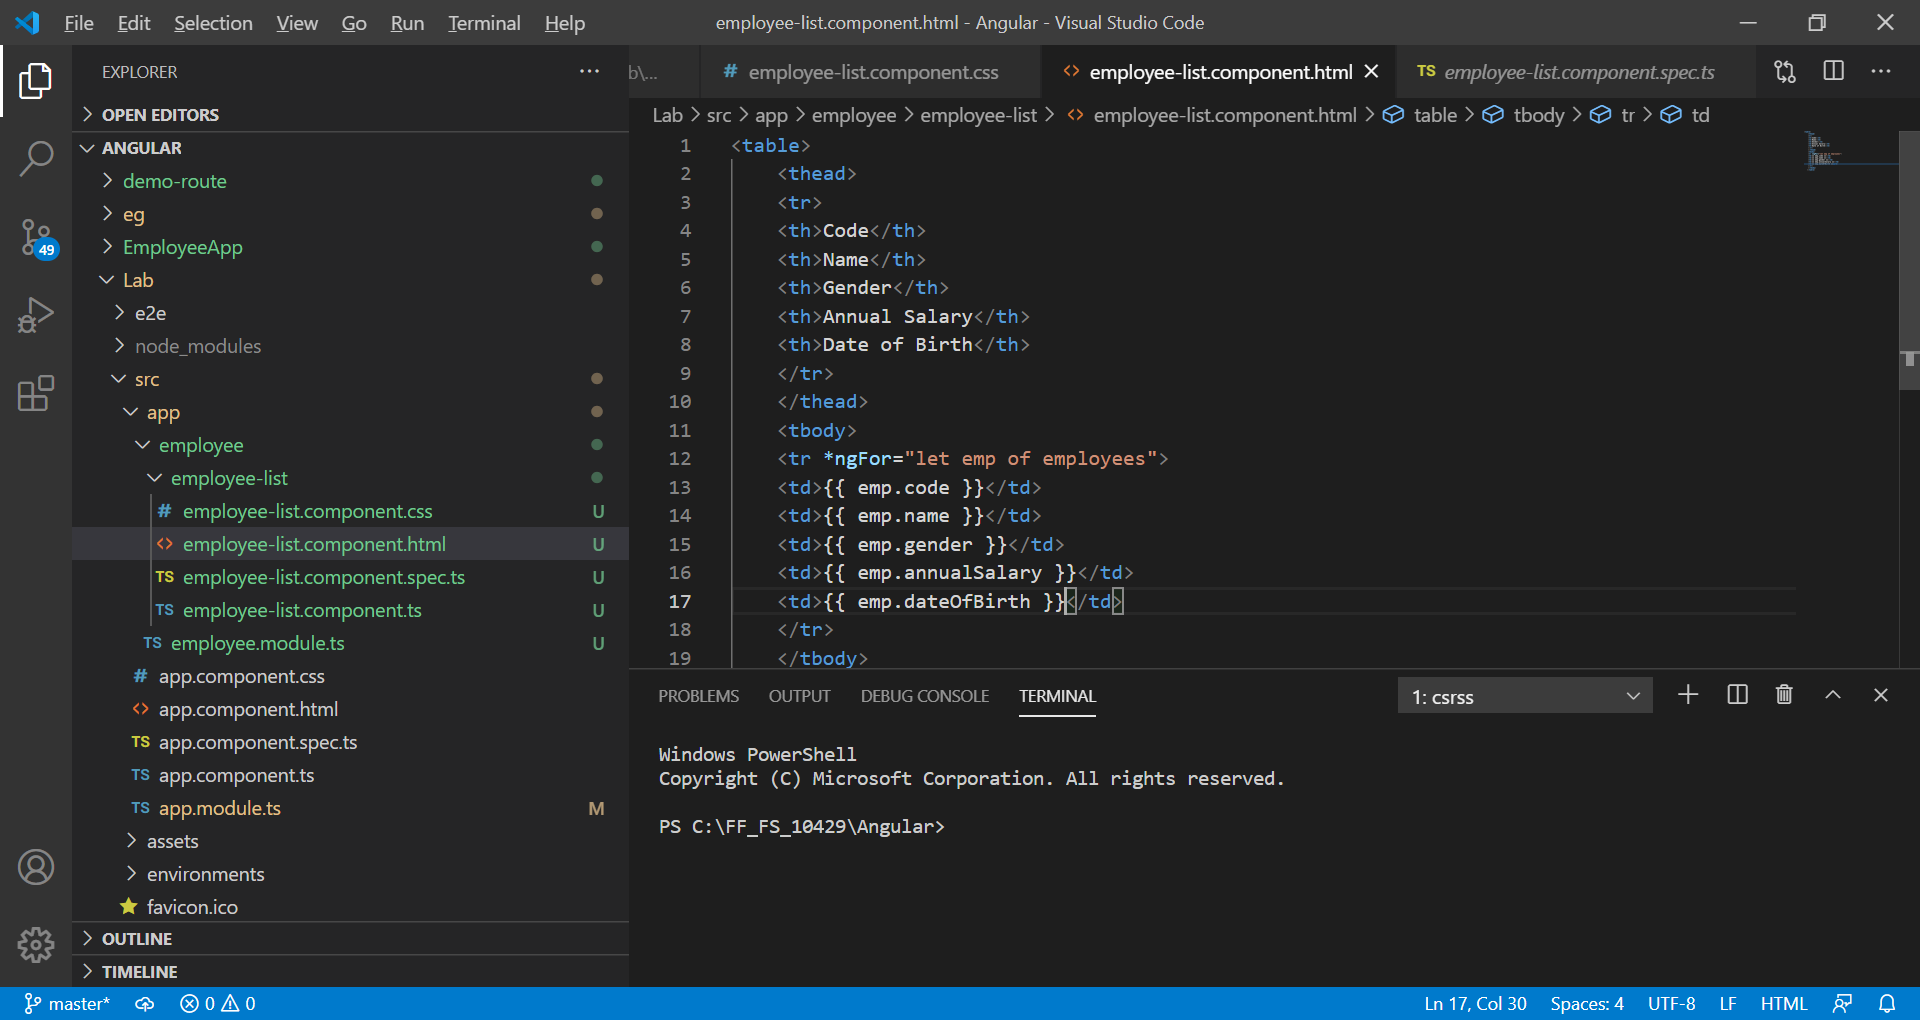 File Edit Selection View Go Run Terminal Help
employee-list.component.html - Angular - Visual Studio Code
EXPLORER
OPEN EDITORS
ANGULAR
demo-route
eg
EmployeeApp
Lab
e2e
node_modules
src
app
employee
employee-list
# employee-list.component.css U
<> employee-list.component.html U
TS employee-list.component.spec.ts U
TS employee-list.component.ts U
TS employee.module.ts U
# app.component.css
<> app.component.html
TS app.component.spec.ts
TS app.component.ts
TS app.module.ts M
assets
environments
favicon.ico
OUTLINE
TIMELINE
49
b\... # employee-list.component.css <> employee-list.component.html TS employee-list.component.spec.ts
Lab > src > app > employee > employee-list > <> employee-list.component.html > table > tbody > tr > td
1 <table>
2 <thead>
3 <tr>
4 <th>Code</th>
5 <th>Name</th>
6 <th>Gender</th>
7 <th>Annual Salary</th>
8 <th>Date of Birth</th>
9 </tr>
10 </thead>
11 <tbody>
12 <tr *ngFor="let emp of employees">
13 <td>{{ emp.code }}</td>
14 <td>{{ emp.name }}</td>
15 <td>{{ emp.gender }}</td>
16 <td>{{ emp.annualSalary }}</td>
17 <td>{{ emp.dateOfBirth }}</td>
18 </tr>
19 </tbody>
PROBLEMS OUTPUT DEBUG CONSOLE TERMINAL
1: csrss
Windows PowerShell
Copyright (C) Microsoft Corporation. All rights reserved.
PS C:\FF_FS_10429\Angular>
master* 0 0
Ln 17, Col 30 Spaces: 4 UTF-8 LF HTML